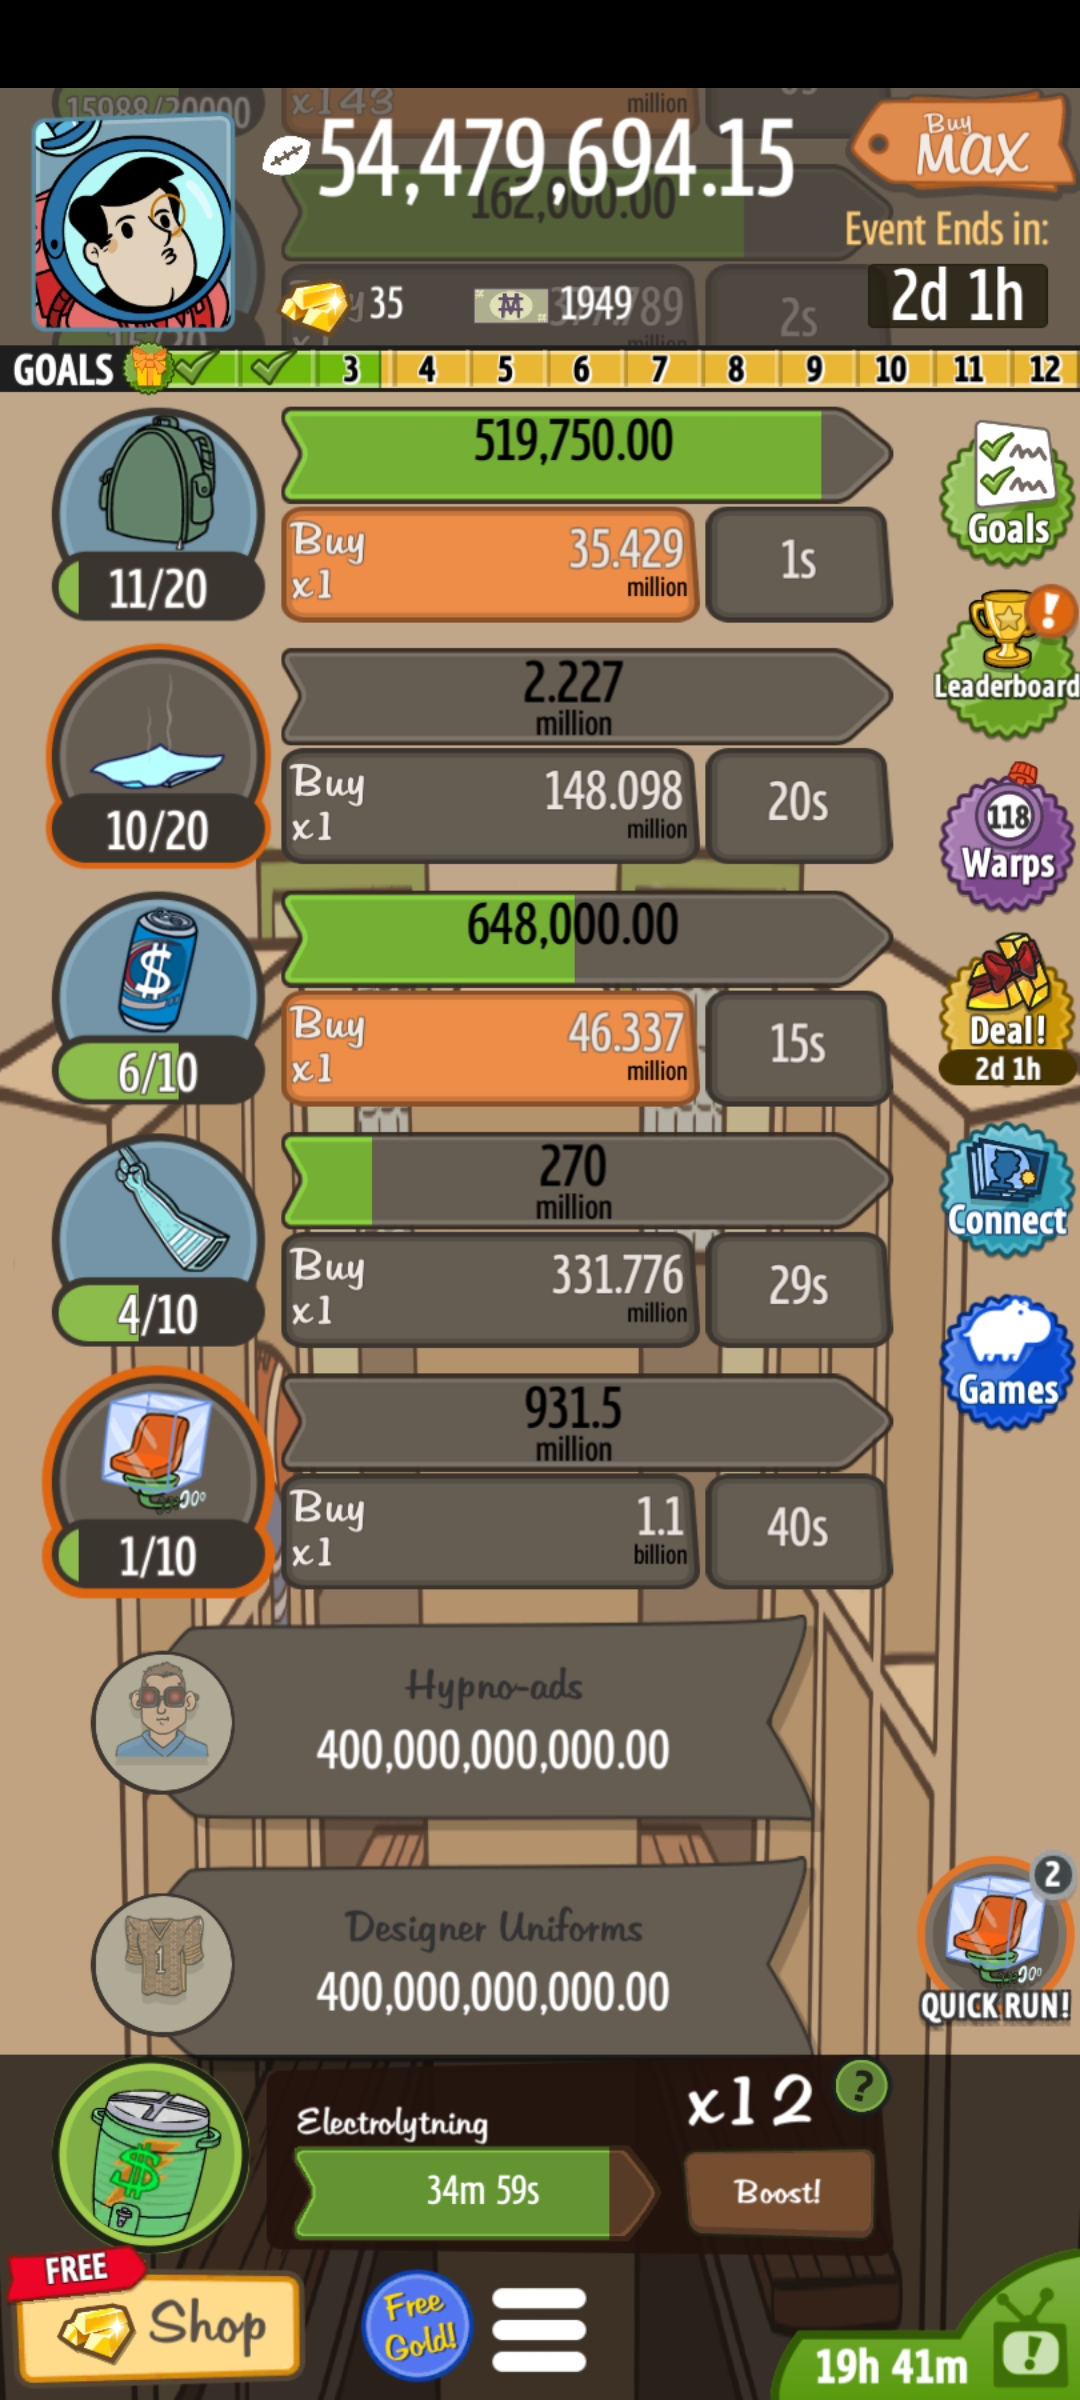 15988/20000
x143
million
54,479,694.15
Buy
MAX
162,000.00
Event Ends in:
35
1949
2s
2d 1h
million
GOALS
3
4
5
6
7
8
9
10
11
12
519,750.00
Buy
x1
35.429
million
1s
11/20
Goals
Leaderboard
2.227
million
Buy
x1
148.098
million
20s
10/20
118
Warps
648,000.00
Buy
x1
46.337
million
15s
6/10
Deal!
2d 1h
270
million
Buy
x1
331.776
million
29s
4/10
Connect
Games
931.5
million
Buy
x1
1.1
billion
40s
1/10
Hypno-ads
400,000,000,000.00
Designer Uniforms
400,000,000,000.00
1
2
QUICK RUN!
Electrolytning
x12
?
34m 59s
Boost!
FREE
Shop
Free
Gold!
19h 41m